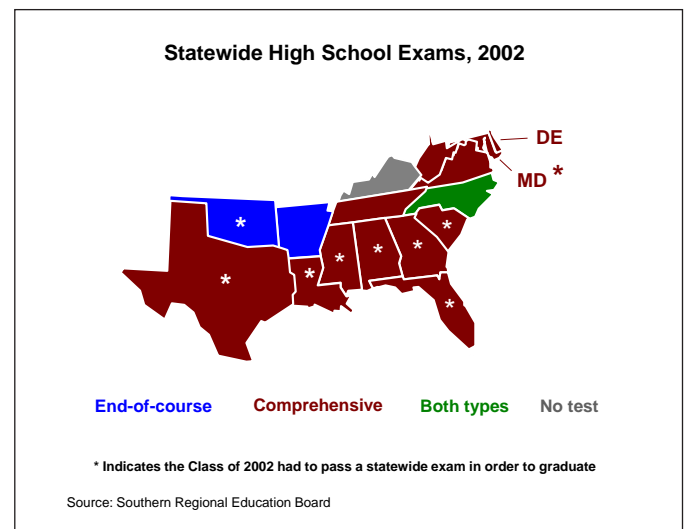 Statewide High School Exams, 2002
DE
MD *
*
*
*
*
*
*
*
*
End-of-course Comprehensive Both types No test
* Indicates the Class of 2002 had to pass a statewide exam in order to graduate
Source: Southern Regional Education Board